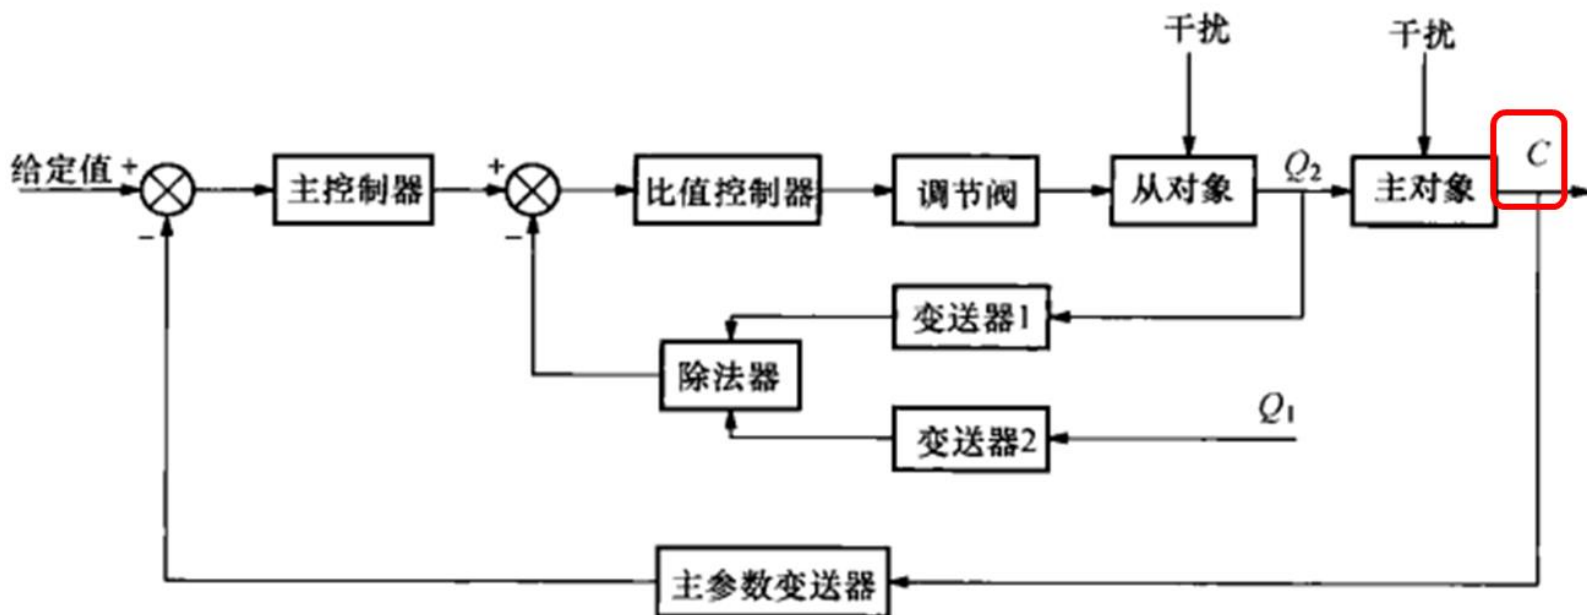 干扰
干扰
给定值 +
主控制器
+
比值控制器
调节阀
从对象
Q₂
主对象
C
−
−
变送器1
除法器
变送器2
Q₁
主参数变送器